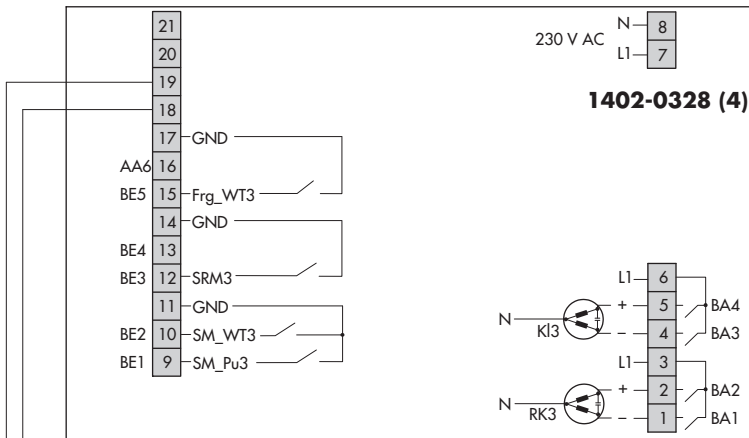 21
20
19
18
17 GND
AA6 16
BE5 15 Frg_WT3
14 GND
BE4 13
BE3 12 SRM3
11 GND
BE2 10 SM_WT3
BE1 9 SM_Pu3
230 V AC
N 8
L1 7
1402-0328 (4)
L1 6
+ 5 BA4
N Kl3 – 4 BA3
L1 3
+ 2 BA2
N RK3 – 1 BA1